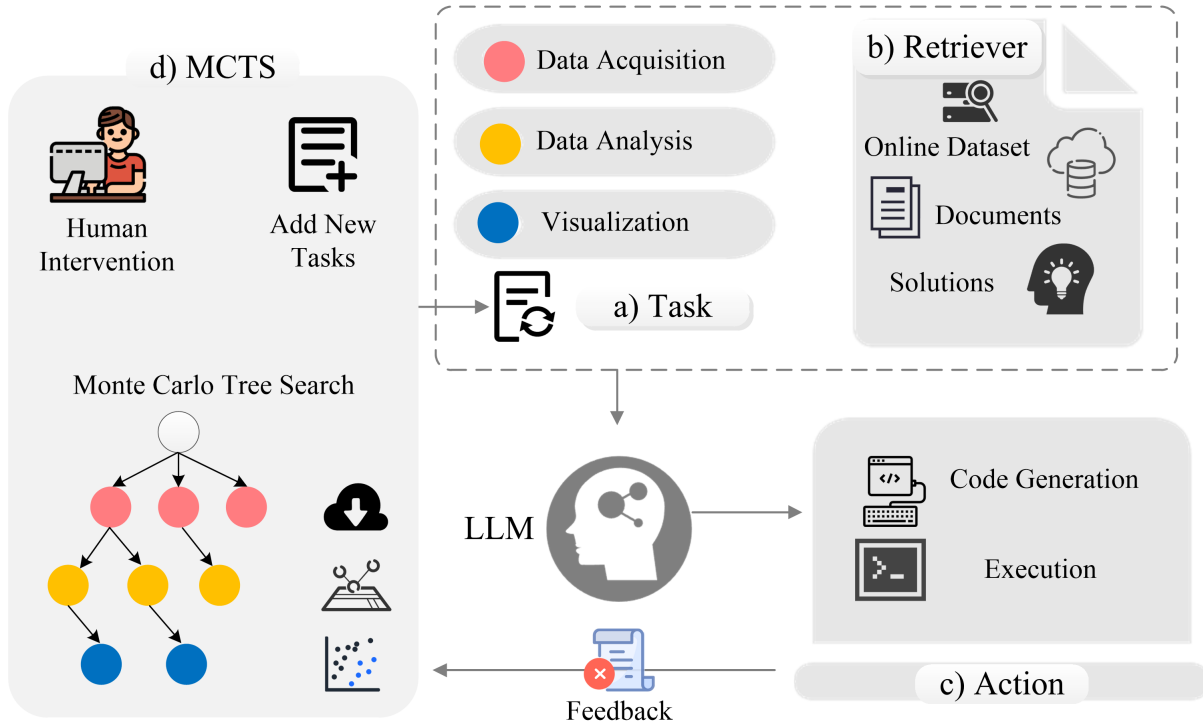 d) MCTS
Human
Intervention
Add New
Tasks
Monte Carlo Tree Search
Data Acquisition
Data Analysis
Visualization
a) Task
b) Retriever
Online Dataset
Documents
Solutions
LLM
</>
>_
Code Generation
Execution
c) Action
Feedback